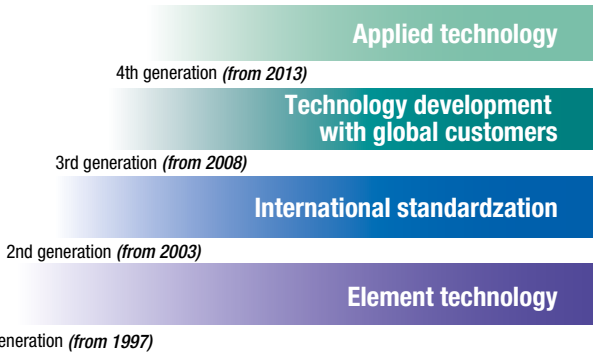 Applied technology
4th generation (from 2013)
Technology development
with global customers
3rd generation (from 2008)
International standardzation
2nd generation (from 2003)
Element technology
eneration (from 1997)